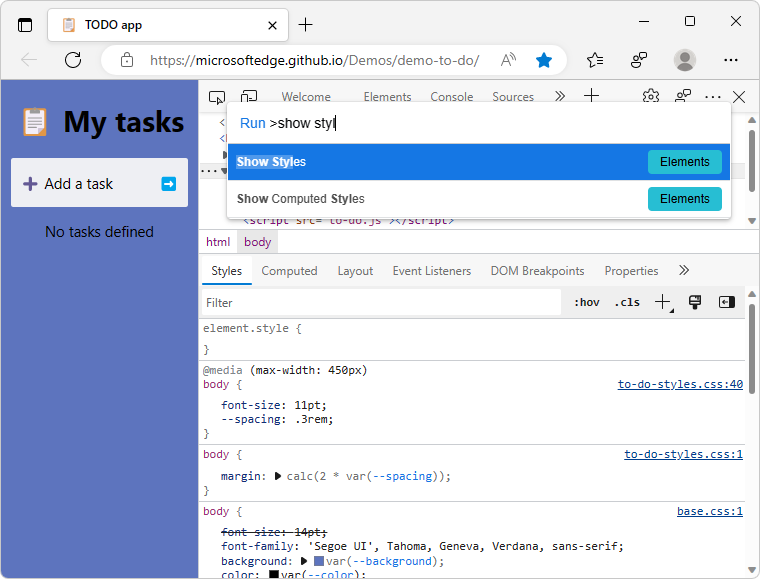 TODO app
https://microsoftedge.github.io/Demos/demo-to-do/
My tasks
Add a task
No tasks defined
Welcome Elements Console Sources
Run >show styl
Show Styles Elements
Show Computed Styles Elements
<script src="to-do.js"></script>
html body
Styles Computed Layout Event Listeners DOM Breakpoints Properties
Filter :hov .cls
element.style {
}
@media (max-width: 450px)
body { to-do-styles.css:40
font-size: 11pt;
--spacing: .3rem;
}
body { to-do-styles.css:1
margin: calc(2 * var(--spacing));
}
body { base.css:1
font-size: 14pt;
font-family: 'Segoe UI', Tahoma, Geneva, Verdana, sans-serif;
background: var(--background);
color: var(--color);